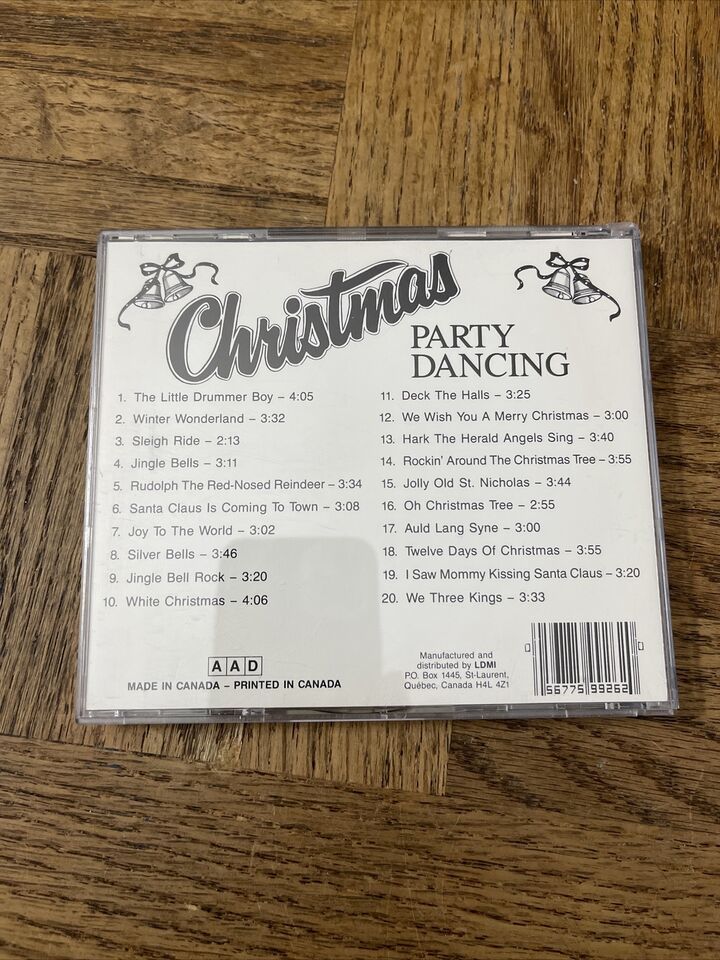 Christmas
PARTY
DANCING
1. The Little Drummer Boy – 4:05
2. Winter Wonderland – 3:32
3. Sleigh Ride – 2:13
4. Jingle Bells – 3:11
5. Rudolph The Red-Nosed Reindeer – 3:34
6. Santa Claus Is Coming To Town – 3:08
7. Joy To The World – 3:02
8. Silver Bells – 3:46
9. Jingle Bell Rock – 3:20
10. White Christmas – 4:06
11. Deck The Halls – 3:25
12. We Wish You A Merry Christmas – 3:00
13. Hark The Herald Angels Sing – 3:40
14. Rockin' Around The Christmas Tree – 3:55
15. Jolly Old St. Nicholas – 3:44
16. Oh Christmas Tree – 2:55
17. Auld Lang Syne – 3:00
18. Twelve Days Of Christmas – 3:55
19. I Saw Mommy Kissing Santa Claus – 3:20
20. We Three Kings – 3:33
A A D
MADE IN CANADA – PRINTED IN CANADA
Manufactured and
distributed by LDMI
P.O. Box 1445, St-Laurent,
Québec, Canada H4L 4Z1
0 56775 99262 0